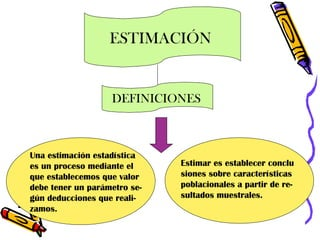 ESTIMACIÓN
DEFINICIONES
Una estimación estadística
es un proceso mediante el
que establecemos que valor
debe tener un parámetro se-
gún deducciones que reali-
zamos.
Estimar es establecer conclu
siones sobre características
poblacionales a partir de re-
sultados muestrales.